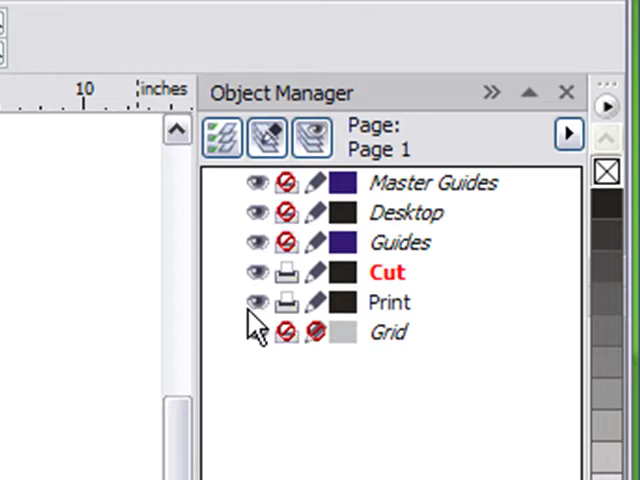 10 inches
Object Manager
Page:
Page 1
Master Guides
Desktop
Guides
Cut
Print
Grid